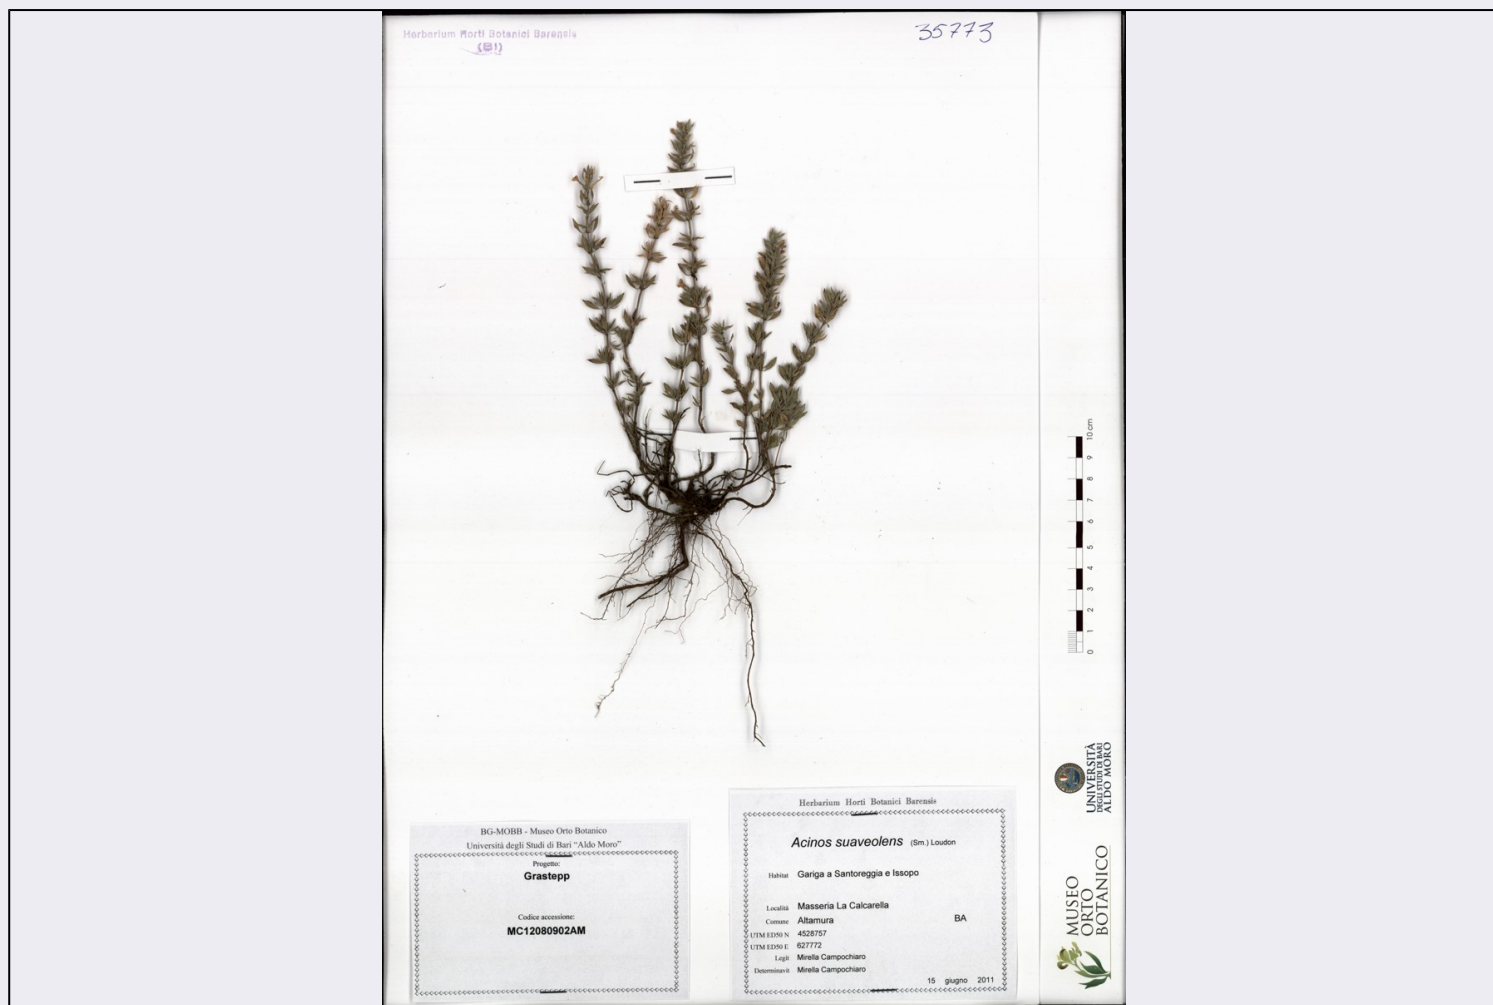 Herbarium Horti Botanici Barensis
(BI)
35773
10 cm
9
8
7
6
5
4
3
2
1
0
UNIVERSITÀ
DEGLI STUDI DI BARI
ALDO MORO
MUSEO
ORTO
BOTANICO
BG-MOBB - Museo Orto Botanico
Università degli Studi di Bari "Aldo Moro"
Progetto:
Grastepp
Codice accessione:
MC12080902AM
Herbarium Horti Botanici Barensis
Acinos suaveolens (Sm.) Loudon
Habitat Gariga a Santoreggia e Issopo
Località Masseria La Calcarella
Comune Altamura BA
UTM ED50 N 4528757
UTM ED50 E 627772
Legit Mirella Campochiaro
Determinavit Mirella Campochiaro
15 giugno 2011